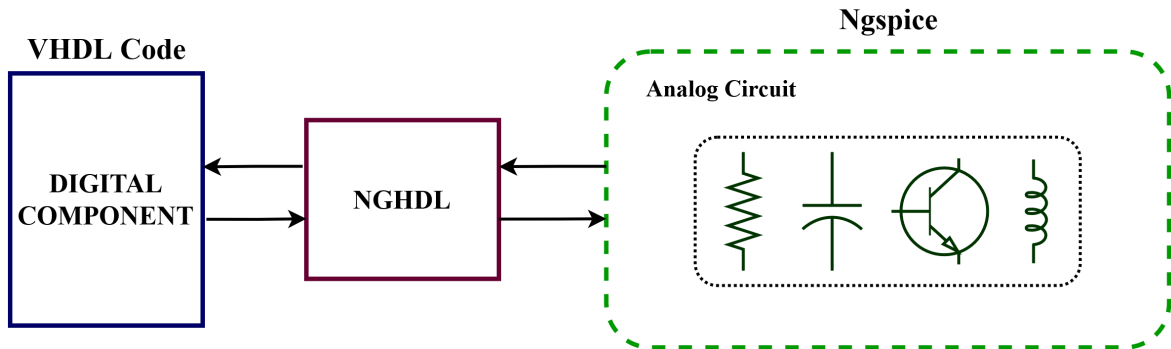 VHDL Code
DIGITAL
COMPONENT
NGHDL
Ngspice
Analog Circuit